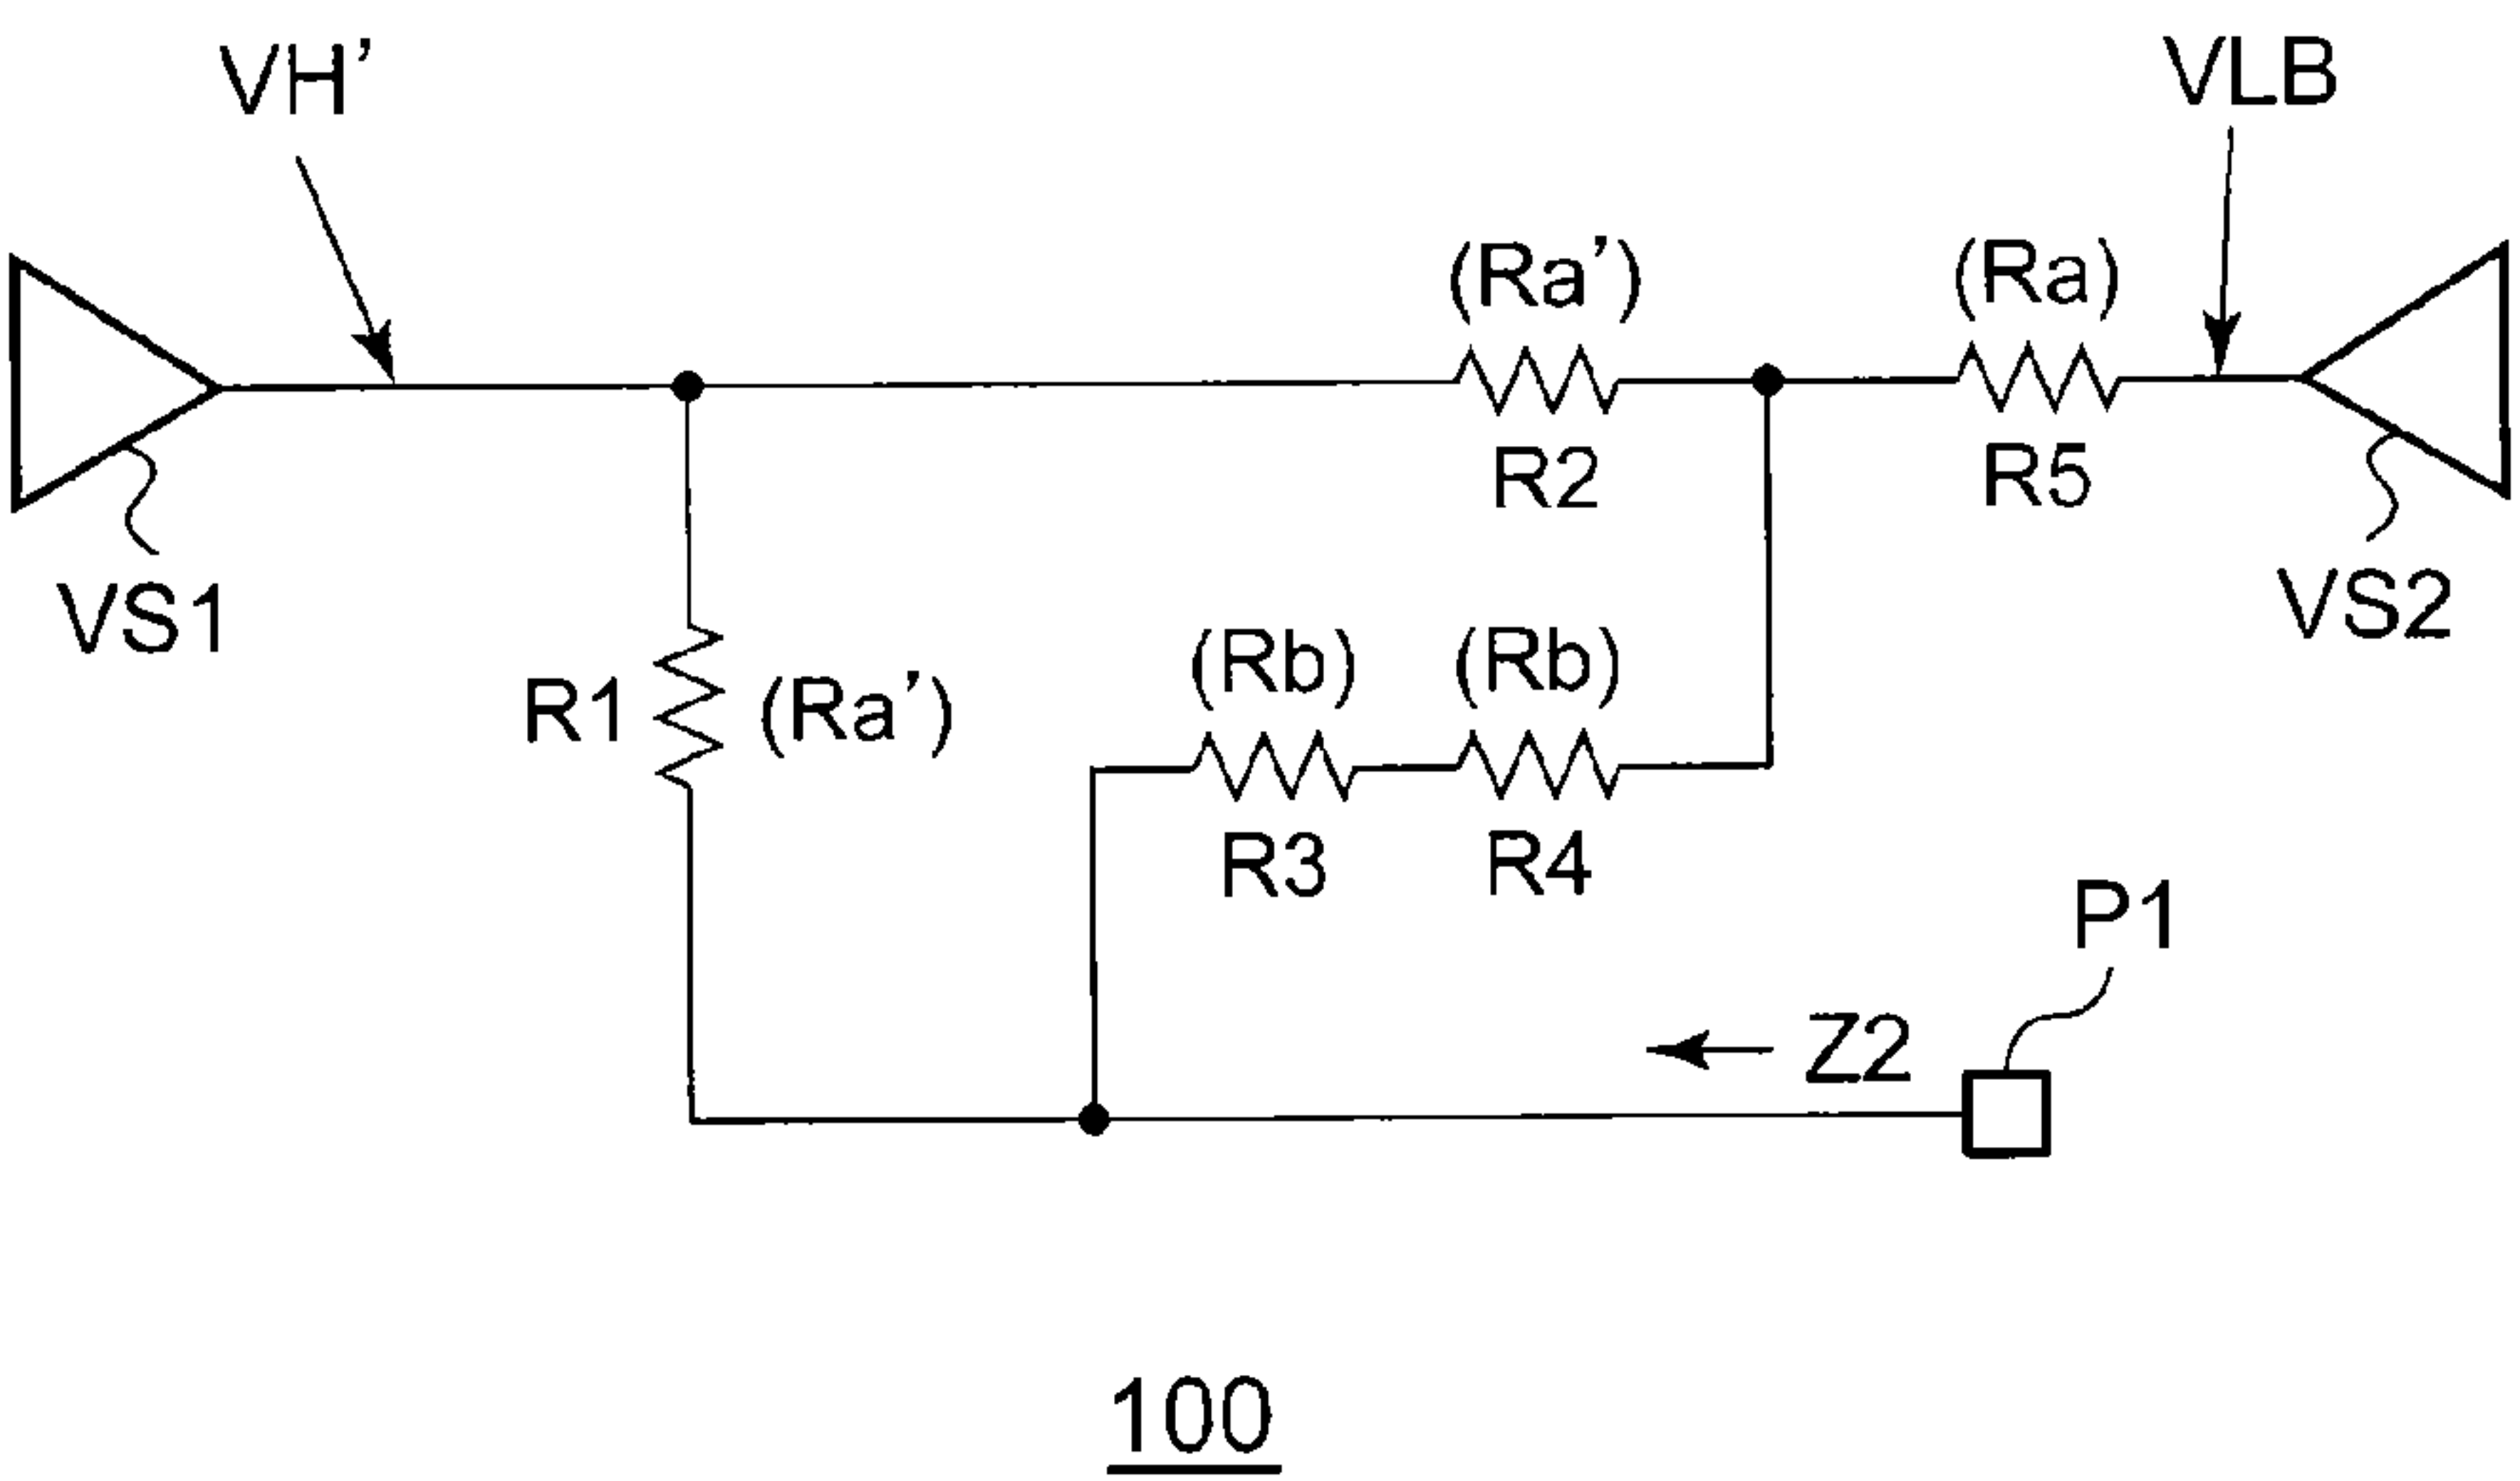 VH’
VLB
(Ra’)
(Ra)
R2
R5
VS1
VS2
R1
(Ra’)
(Rb)
(Rb)
R3
R4
P1
Z2
100